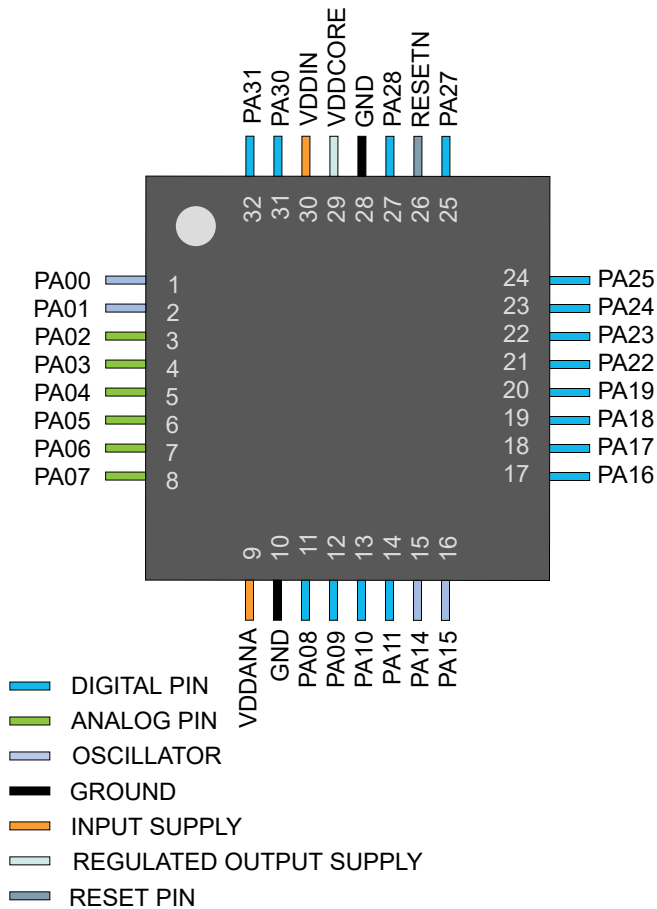 PA31
PA30
VDDIN
VDDCORE
GND
PA28
RESETN
PA27
32
31
30
29
28
27
26
25
PA00 1
PA01 2
PA02 3
PA03 4
PA04 5
PA05 6
PA06 7
PA07 8
24 PA25
23 PA24
22 PA23
21 PA22
20 PA19
19 PA18
18 PA17
17 PA16
9
10
11
12
13
14
15
16
VDDANA
GND
PA08
PA09
PA10
PA11
PA14
PA15
DIGITAL PIN
ANALOG PIN
OSCILLATOR
GROUND
INPUT SUPPLY
REGULATED OUTPUT SUPPLY
RESET PIN